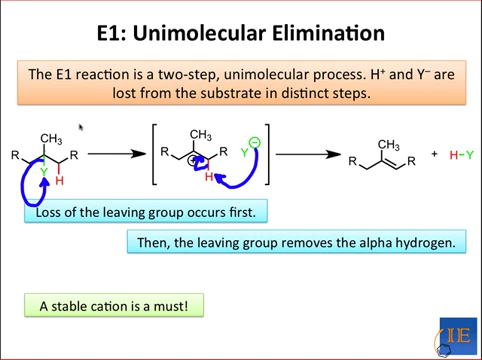 E1: Unimolecular Elimination
The E1 reaction is a two-step, unimolecular process. H⁺ and Y⁻ are
lost from the substrate in distinct steps.
CH₃
R R
Y
H
CH₃
R R
⊕
H
Y ⊖
CH₃
R R
+ H–Y
Loss of the leaving group occurs first.
Then, the leaving group removes the alpha hydrogen.
A stable cation is a must!
IE